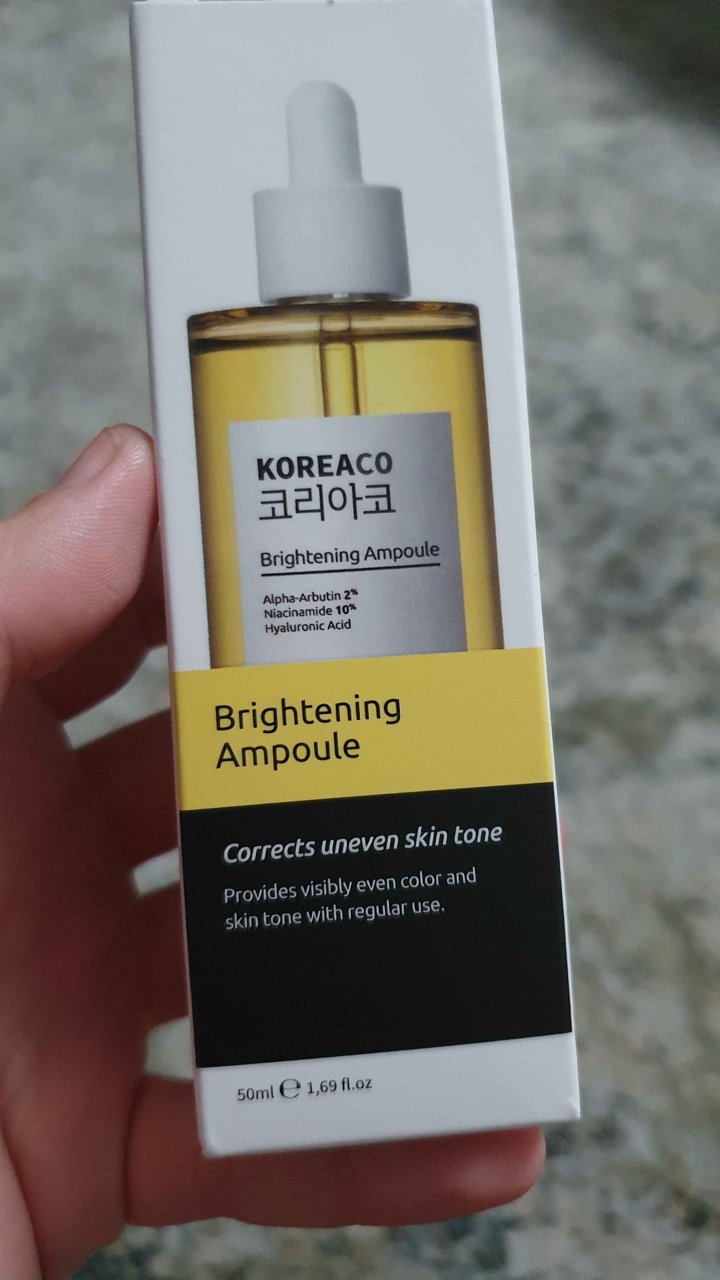 KOREACO
코리아코
Brightening Ampoule
Alpha-Arbutin 2%
Niacinamide 10%
Hyaluronic Acid
Brightening
Ampoule
Corrects uneven skin tone
Provides visibly even color and
skin tone with regular use.
50ml ℮ 1,69 fl.oz